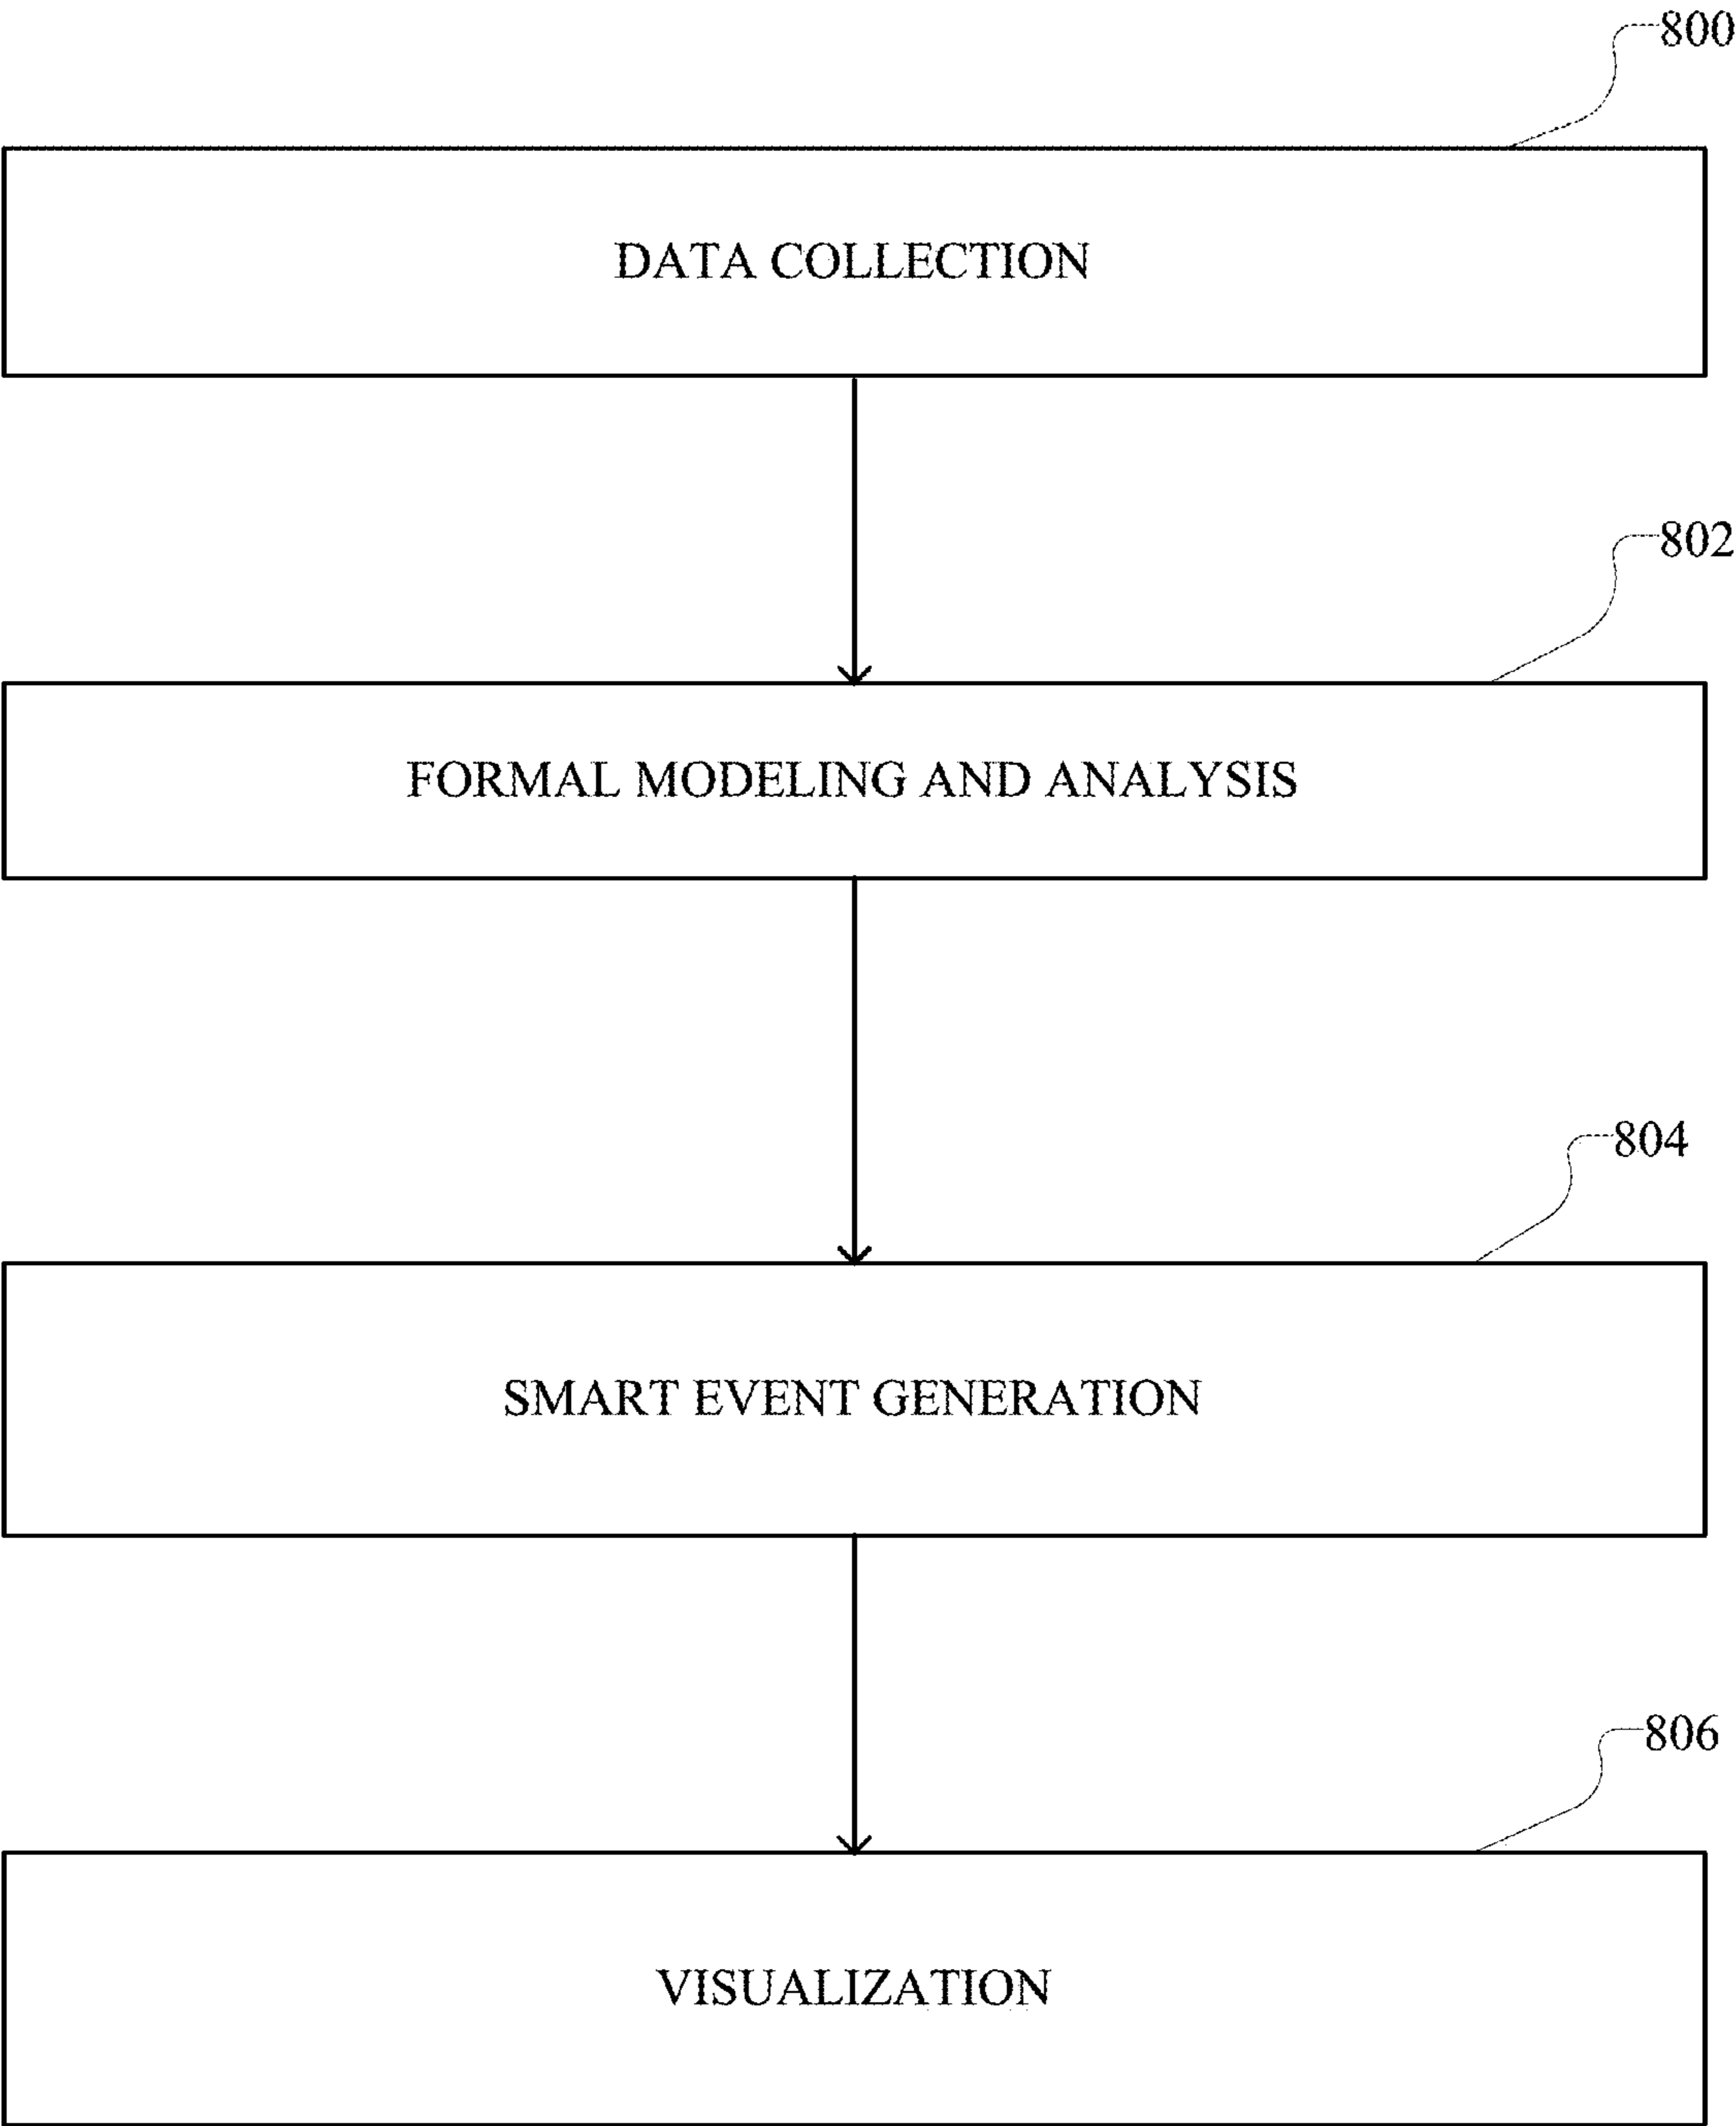 800
DATA COLLECTION
802
FORMAL MODELING AND ANALYSIS
804
SMART EVENT GENERATION
806
VISUALIZATION